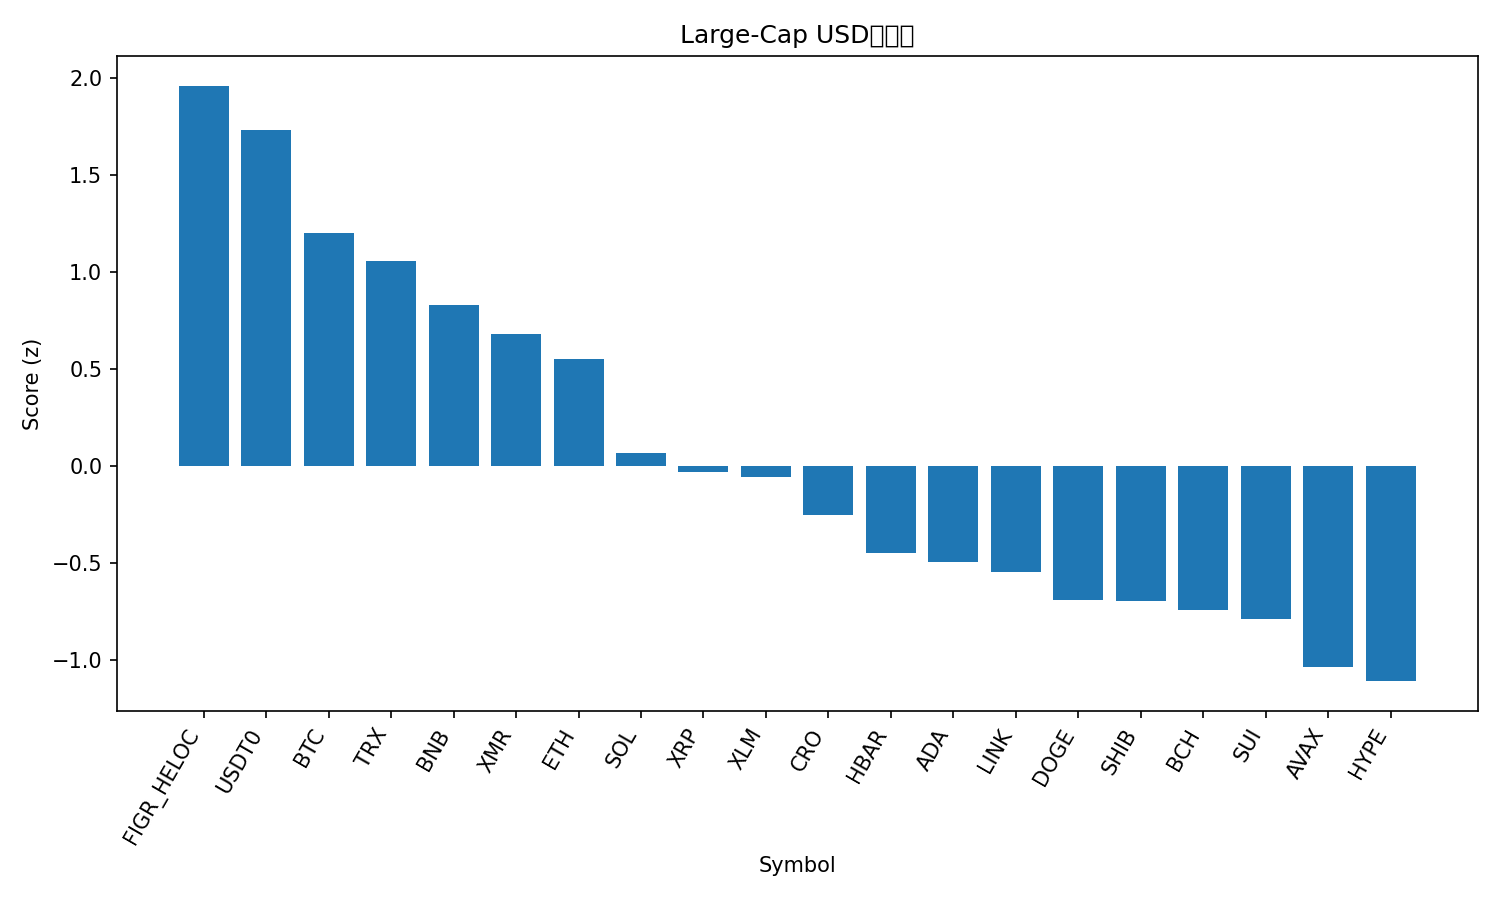 Large-Cap USD
Score (z)
2.0
1.5
1.0
0.5
0.0
−0.5
−1.0
FIGR_HELOC
USDT0
BTC
TRX
BNB
XMR
ETH
SOL
XRP
XLM
CRO
HBAR
ADA
LINK
DOGE
SHIB
BCH
SUI
AVAX
HYPE
Symbol